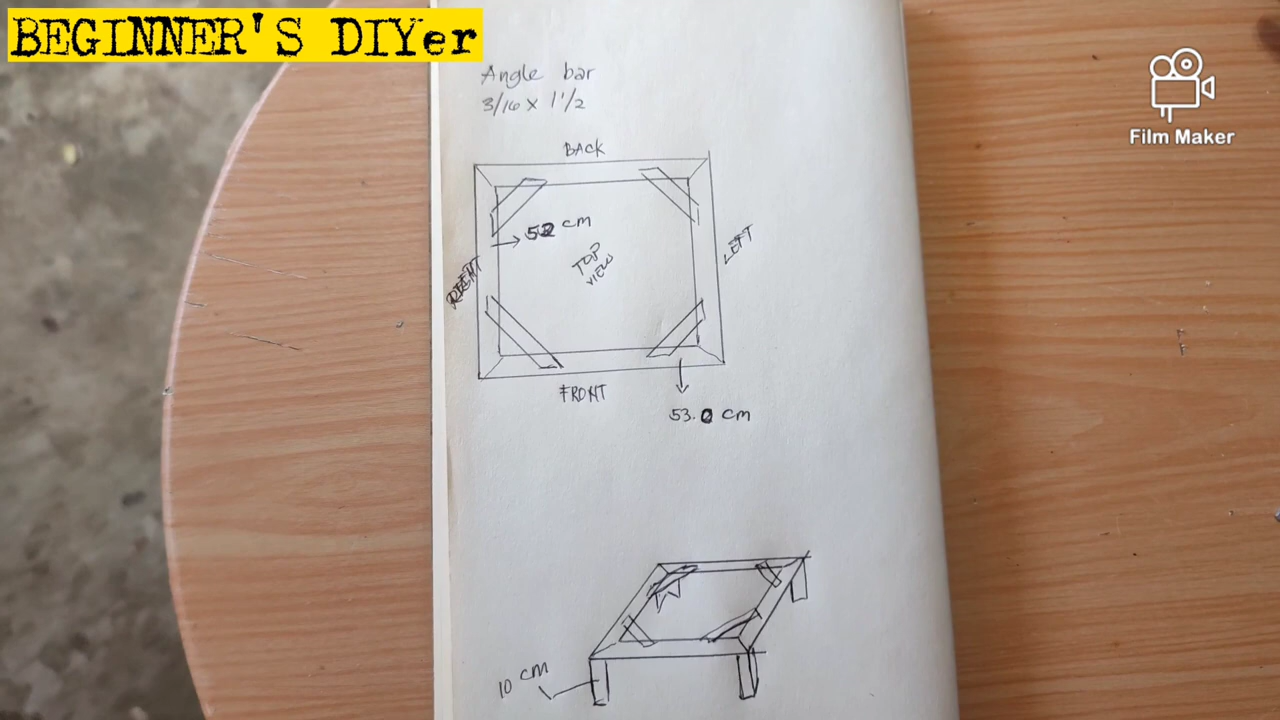 BEGINNER'S DIYer
Film Maker
Angle bar
3/16 x 1 1/2
BACK
52 cm
TOP
VIEW
LEFT
FRONT
53.0 cm
10 cm